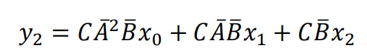 y₂ = CĀ²B̄x₀ + CĀB̄x₁ + CB̄x₂